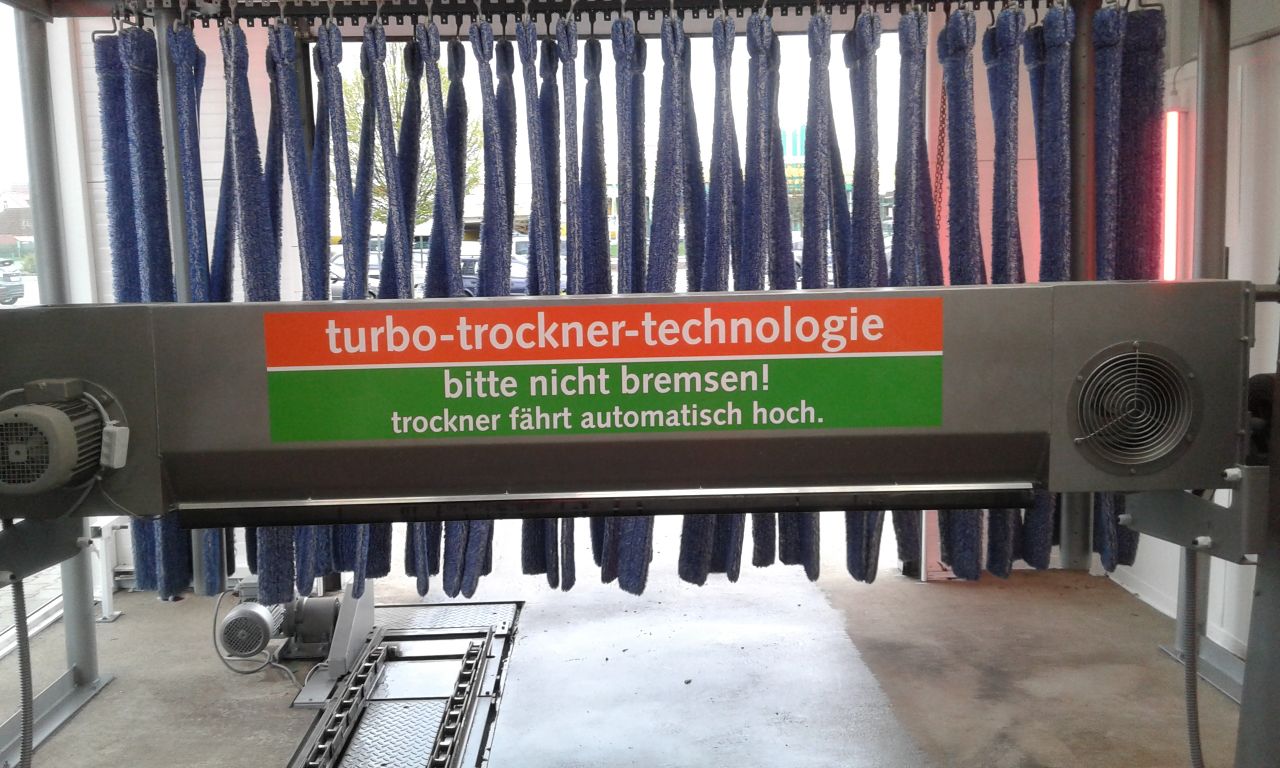 turbo-trockner-technologie
bitte nicht bremsen!
trockner fährt automatisch hoch.